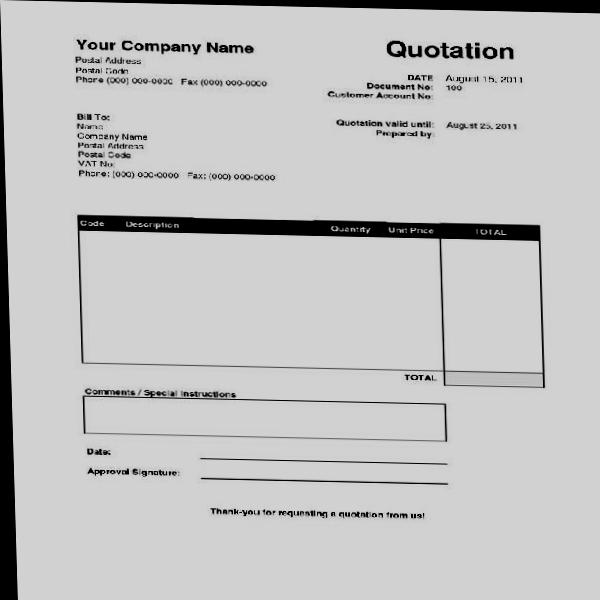 Your Company Name
Quotation
Postal Address
Postal Code
Phone (000) 000-0000 Fax (000) 000-0000
DATE August 15, 2011
Document No: 100
Customer Account No:
Bill To:
Name
Company Name
Postal Address
Postal Code
VAT No:
Phone: (000) 000-0000 Fax: (000) 000-0000
Quotation valid until: August 25, 2011
Prepared by:
Code Description Quantity Unit Price TOTAL
TOTAL
Comments / Special Instructions
Date:
Approval Signature:
Thank-you for requesting a quotation from us!